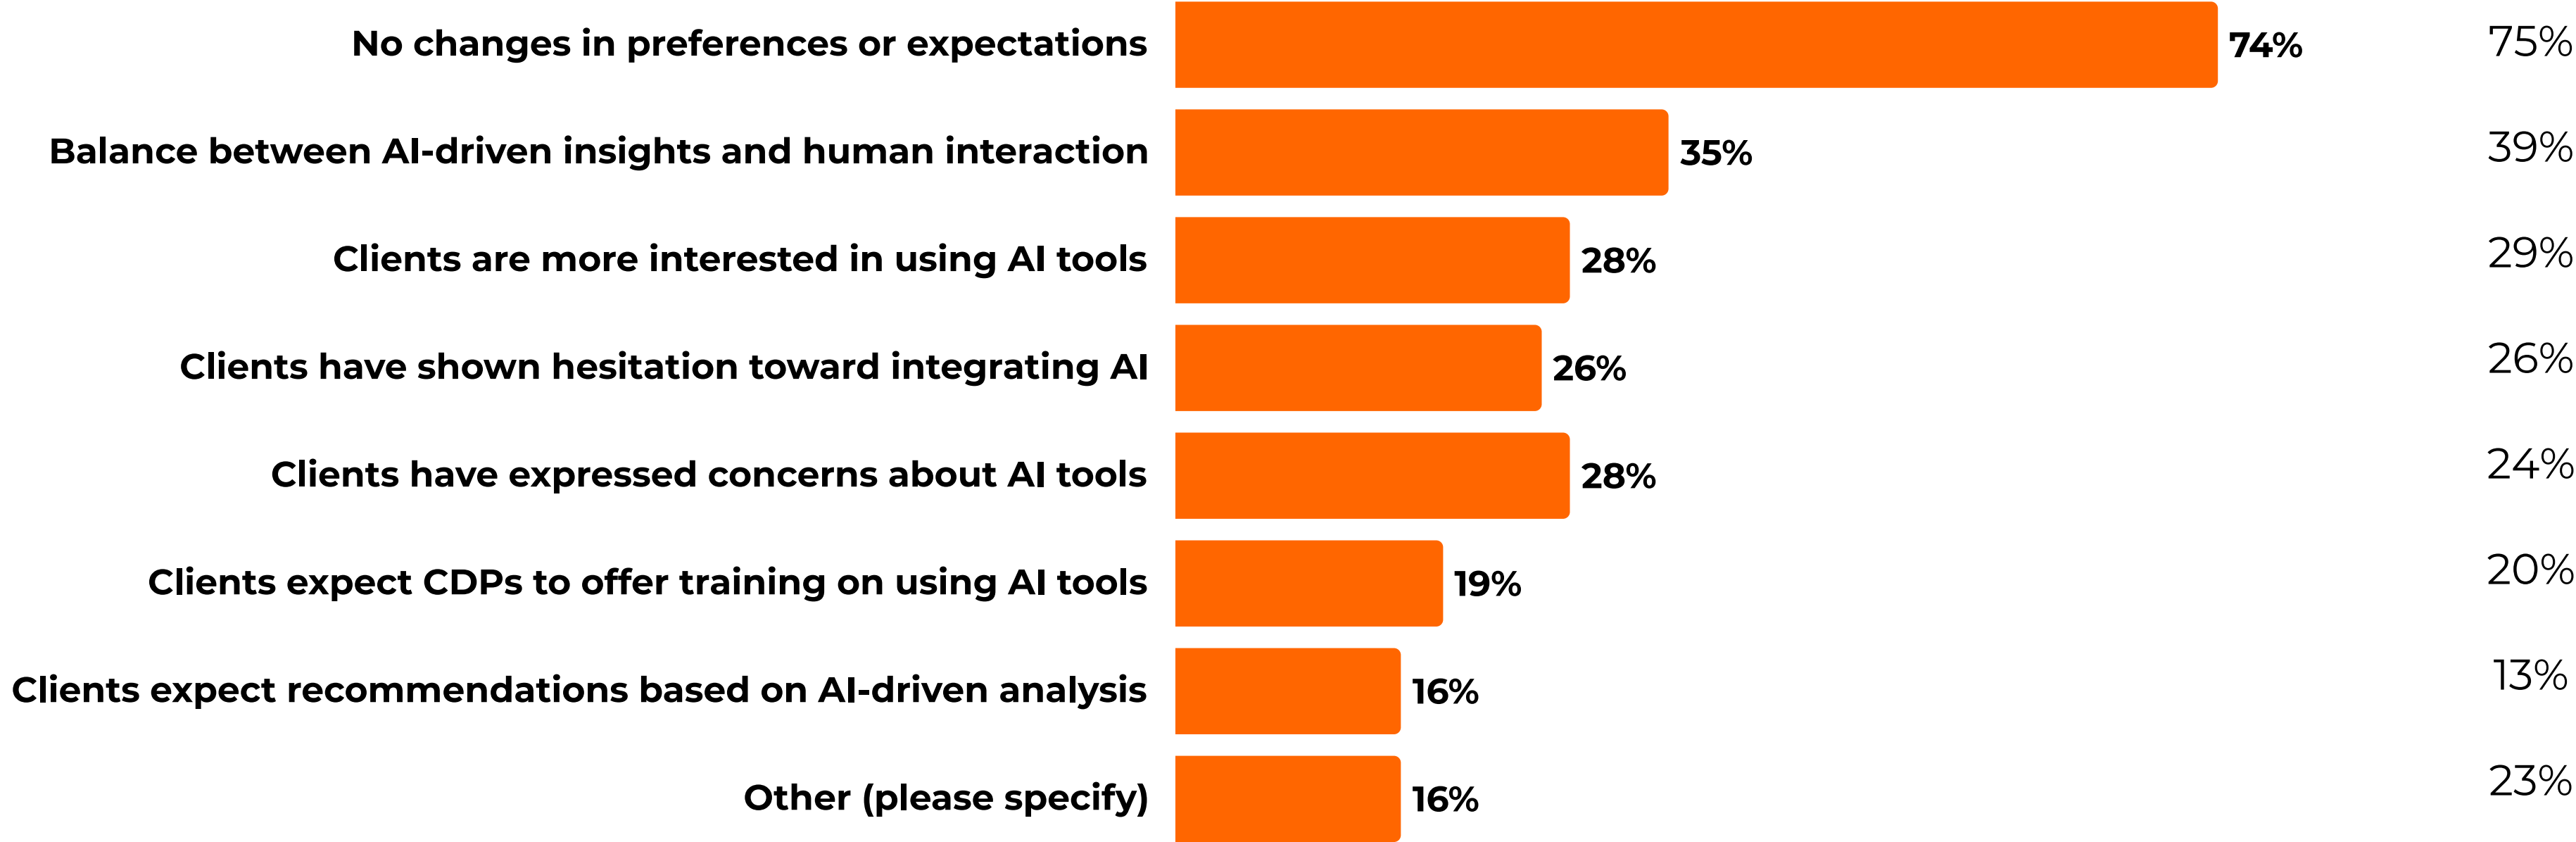 No changes in preferences or expectations 74% 75%
Balance between AI-driven insights and human interaction 35% 39%
Clients are more interested in using AI tools 28% 29%
Clients have shown hesitation toward integrating AI 26% 26%
Clients have expressed concerns about AI tools 28% 24%
Clients expect CDPs to offer training on using AI tools 19% 20%
Clients expect recommendations based on AI-driven analysis 16% 13%
Other (please specify) 16% 23%